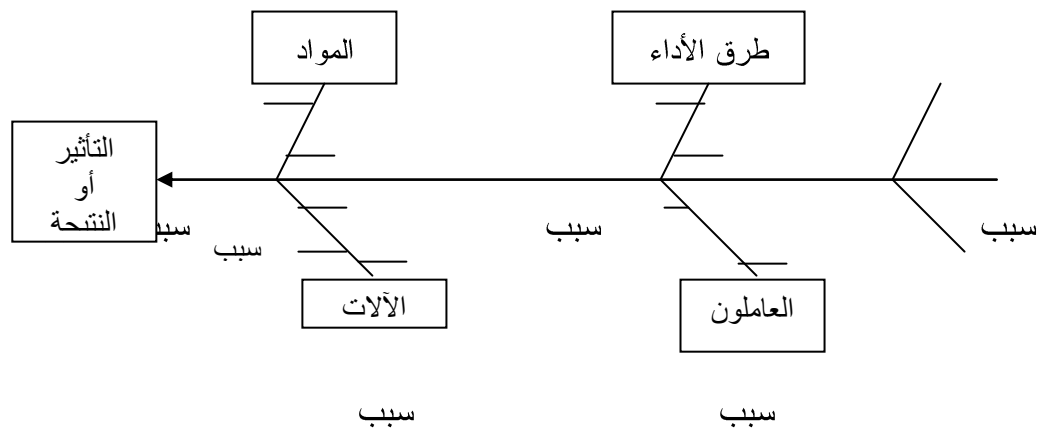 طرق الأداء
المواد
التأثير
أو
النتيجة
سبب
سبب
سبب
سبب
العاملون
الآلات
سبب
سبب